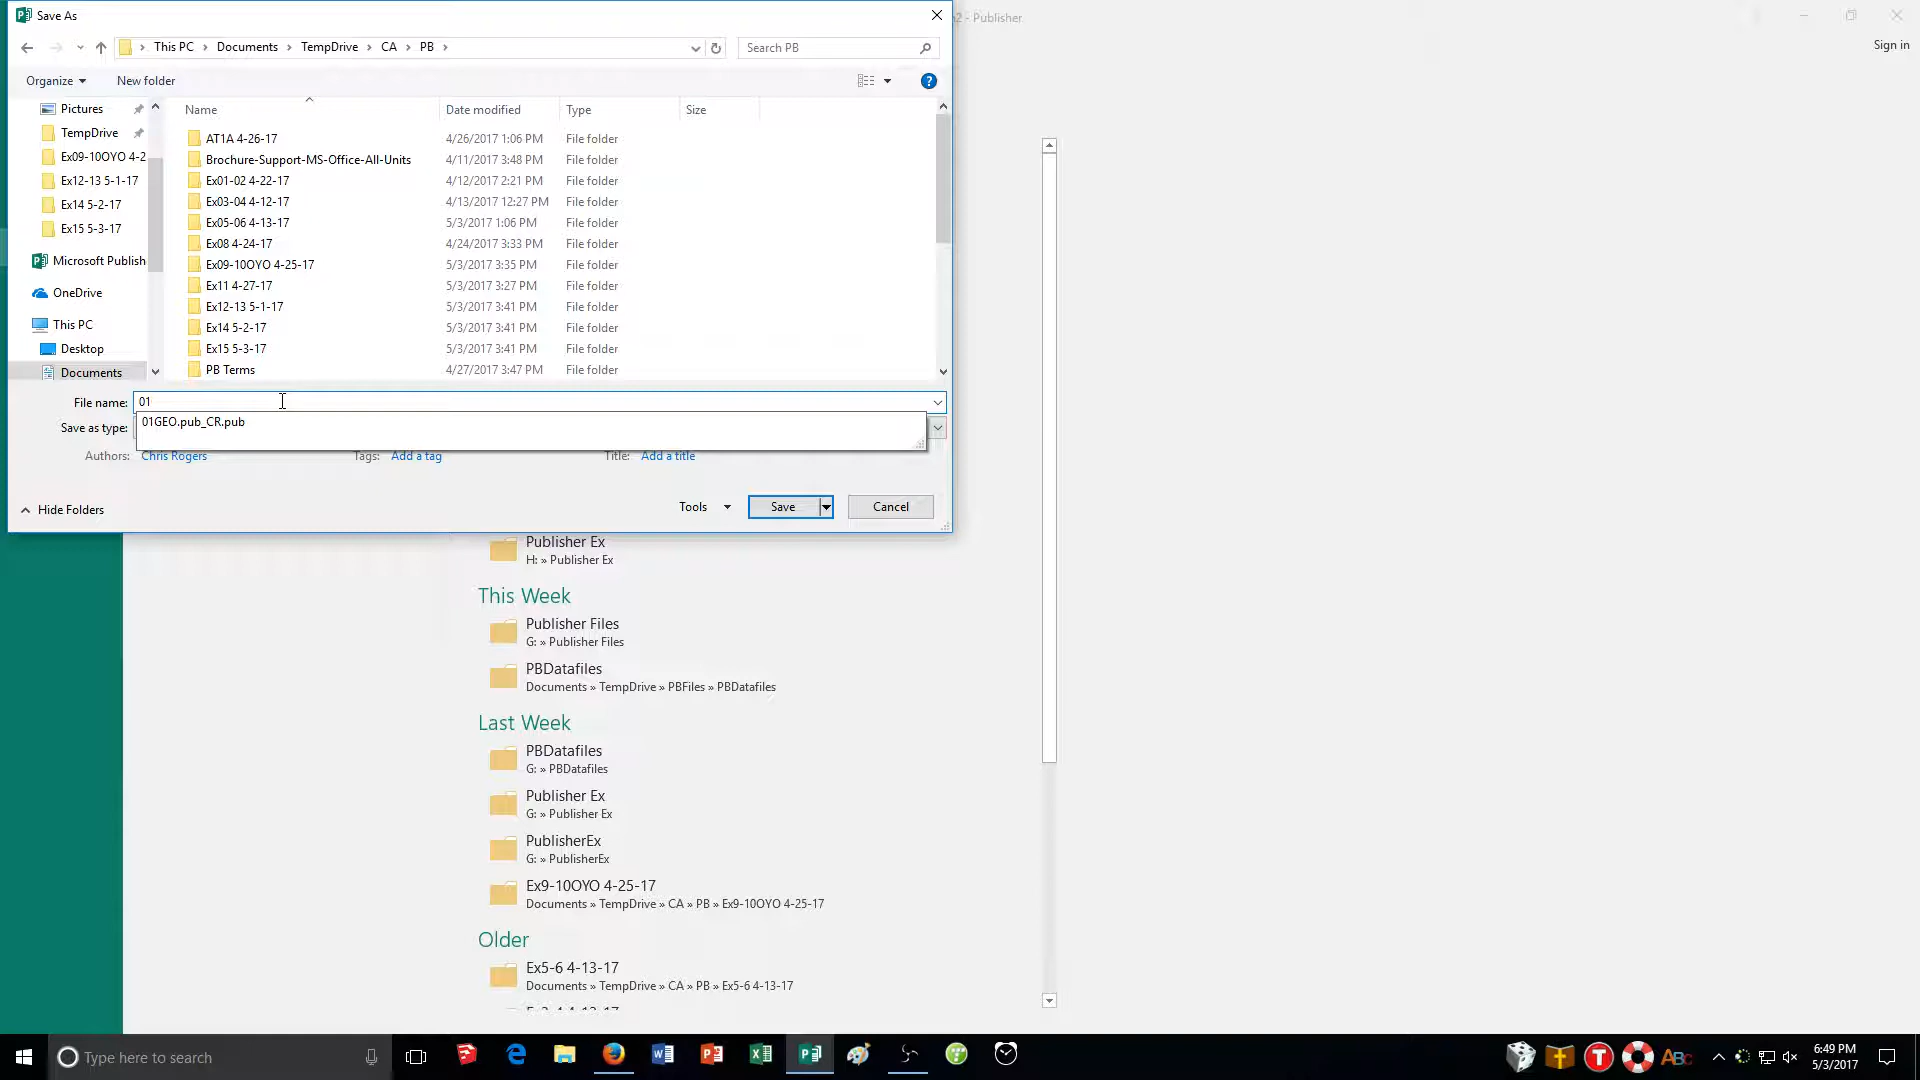 Save As
n2 - Publisher
Sign in
This PC > Documents > TempDrive > CA > PB >
Search PB
Organize
New folder
?
Name
Date modified
Type
Size
Pictures
TempDrive
Ex09-10OYO 4-2
Ex12-13 5-1-17
Ex14 5-2-17
Ex15 5-3-17
Microsoft Publish
OneDrive
This PC
Desktop
Documents
AT1A 4-26-17 4/26/2017 1:06 PM File folder
Brochure-Support-MS-Office-All-Units 4/11/2017 3:48 PM File folder
Ex01-02 4-22-17 4/12/2017 2:21 PM File folder
Ex03-04 4-12-17 4/13/2017 12:27 PM File folder
Ex05-06 4-13-17 5/3/2017 1:06 PM File folder
Ex08 4-24-17 4/24/2017 3:33 PM File folder
Ex09-10OYO 4-25-17 5/3/2017 3:35 PM File folder
Ex11 4-27-17 5/3/2017 3:27 PM File folder
Ex12-13 5-1-17 5/3/2017 3:41 PM File folder
Ex14 5-2-17 5/3/2017 3:41 PM File folder
Ex15 5-3-17 5/3/2017 3:41 PM File folder
PB Terms 4/27/2017 3:47 PM File folder
File name: 01
01GEO.pub_CR.pub
Save as type:
Authors: Chris Rogers Tags: Add a tag Title: Add a title
Hide Folders
Tools
Save
Cancel
Publisher Ex
H: » Publisher Ex
This Week
Publisher Files
G: » Publisher Files
PBDatafiles
Documents » TempDrive » PBFiles » PBDatafiles
Last Week
PBDatafiles
G: » PBDatafiles
Publisher Ex
G: » Publisher Ex
PublisherEx
G: » PublisherEx
Ex9-10OYO 4-25-17
Documents » TempDrive » CA » PB » Ex9-10OYO 4-25-17
Older
Ex5-6 4-13-17
Documents » TempDrive » CA » PB » Ex5-6 4-13-17
Type here to search
ABC
6:49 PM
5/3/2017